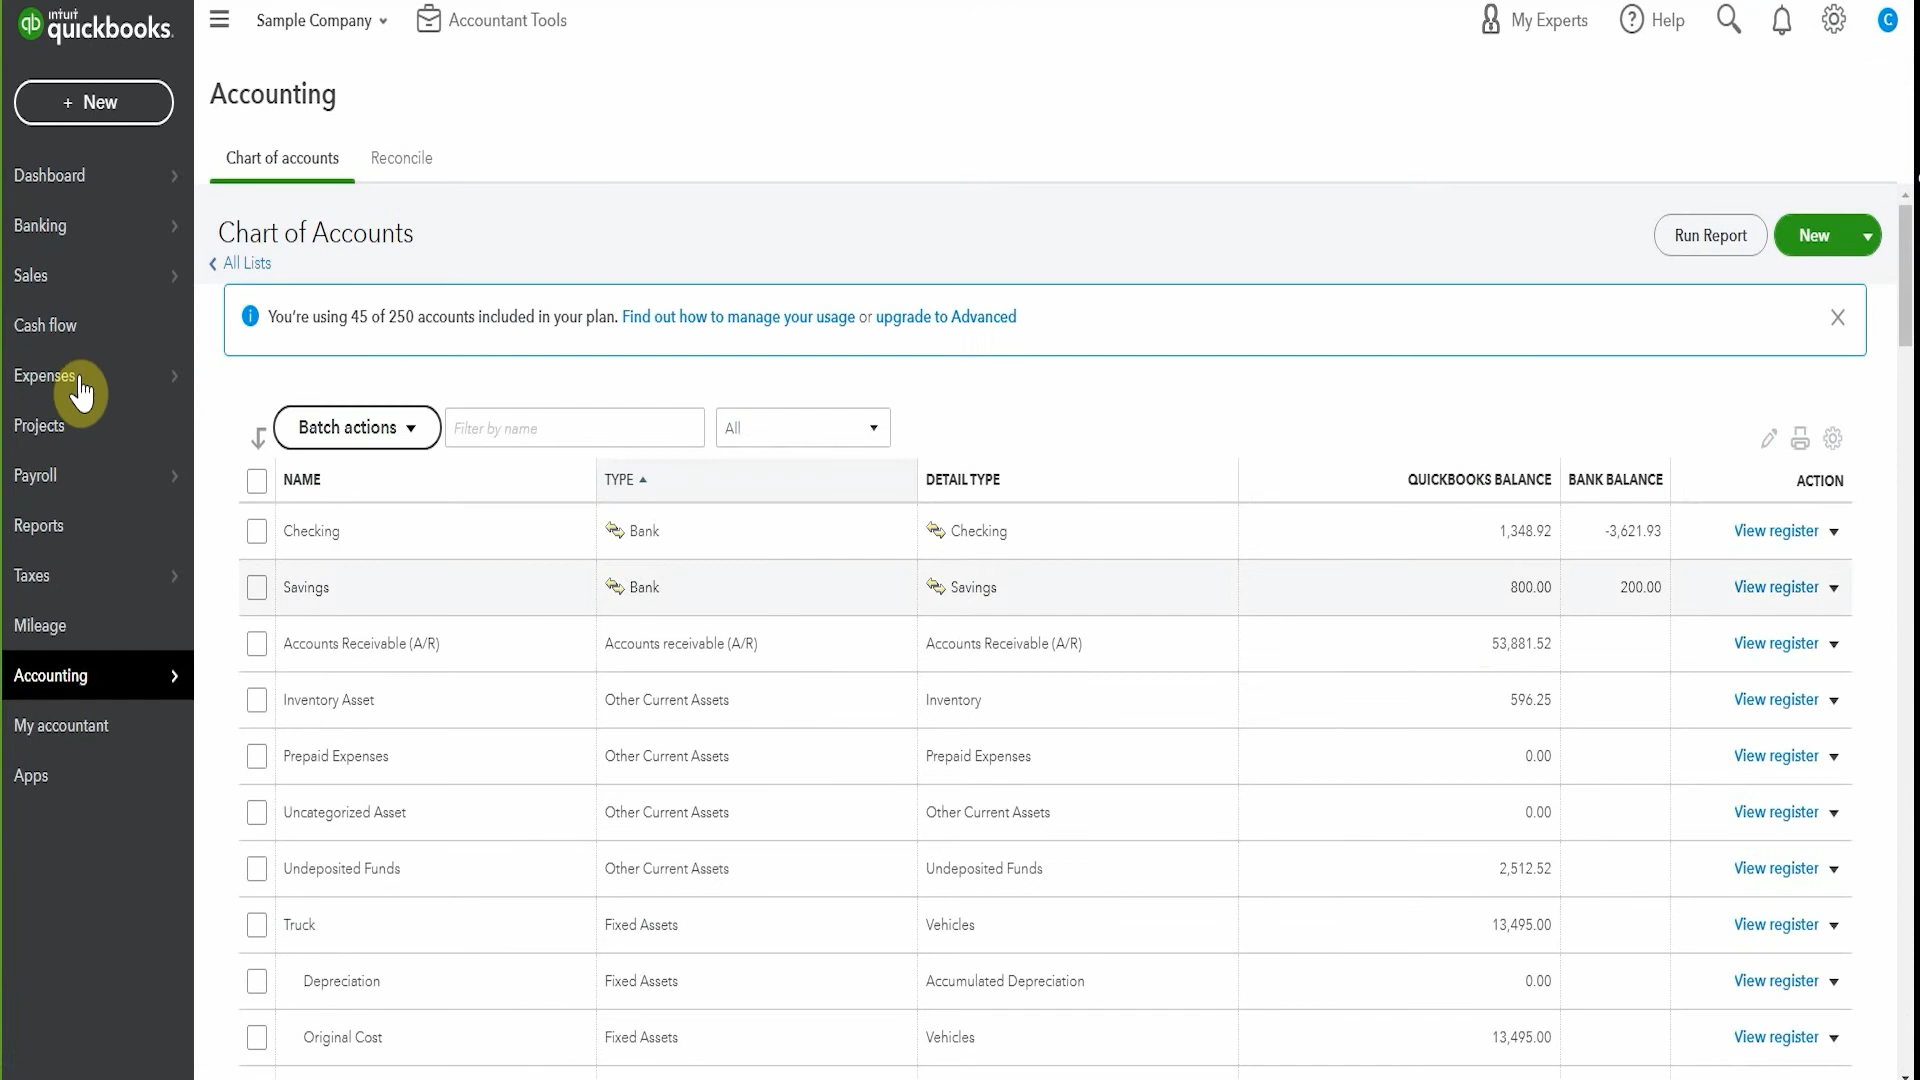 intuit
qb quickbooks.
Sample Company
Accountant Tools
My Experts
Help
C
+ New
Accounting
Chart of accounts
Reconcile
Dashboard
Banking
Sales
Cash flow
Expenses
Projects
Payroll
Reports
Taxes
Mileage
Accounting
My accountant
Apps
Chart of Accounts
All Lists
Run Report
New
You're using 45 of 250 accounts included in your plan. Find out how to manage your usage or upgrade to Advanced
Batch actions Filter by name All
NAME TYPE DETAIL TYPE QUICKBOOKS BALANCE BANK BALANCE ACTION
Checking Bank Checking 1,348.92 -3,621.93 View register
Savings Bank Savings 800.00 200.00 View register
Accounts Receivable (A/R) Accounts receivable (A/R) Accounts Receivable (A/R) 53,881.52 View register
Inventory Asset Other Current Assets Inventory 596.25 View register
Prepaid Expenses Other Current Assets Prepaid Expenses 0.00 View register
Uncategorized Asset Other Current Assets Other Current Assets 0.00 View register
Undeposited Funds Other Current Assets Undeposited Funds 2,512.52 View register
Truck Fixed Assets Vehicles 13,495.00 View register
Depreciation Fixed Assets Accumulated Depreciation 0.00 View register
Original Cost Fixed Assets Vehicles 13,495.00 View register